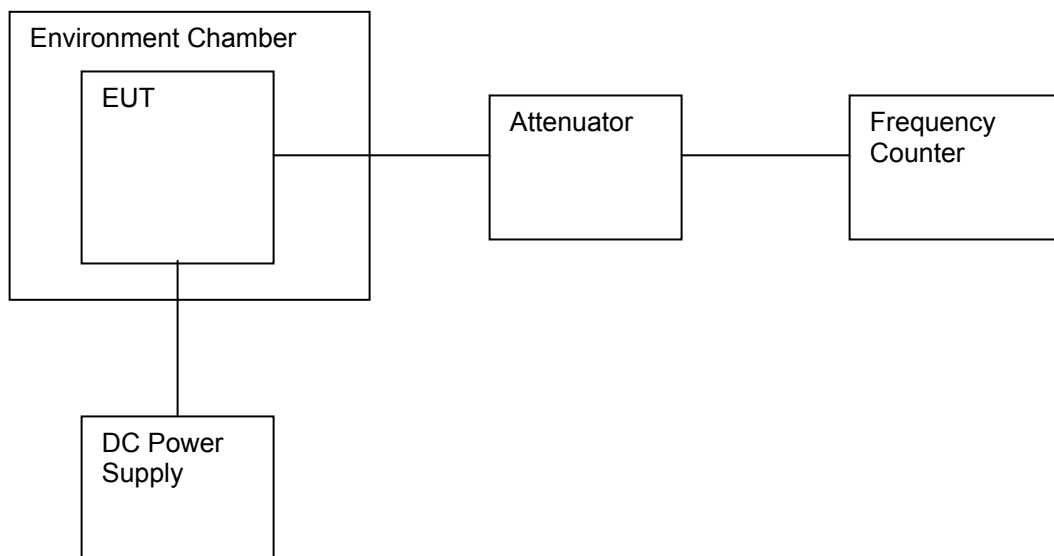 Environment Chamber
EUT
Attenuator
Frequency
Counter
DC Power
Supply